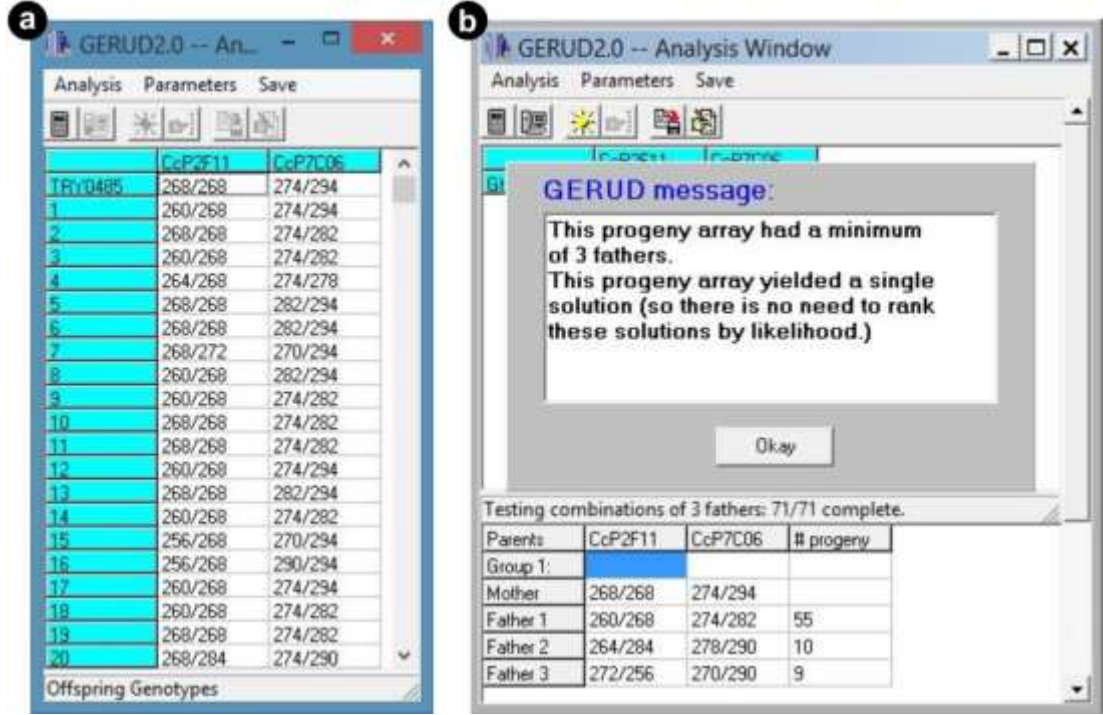 a
GERUD2.0 -- An...
Analysis Parameters Save
CcP2F11 CcP7C06
TRY0485 268/268 274/294
1 260/268 274/294
2 268/268 274/282
3 260/268 274/282
4 264/268 274/278
5 268/268 282/294
6 268/268 282/294
7 268/272 270/294
8 260/268 282/294
9 260/268 274/282
10 268/268 274/282
11 268/268 274/282
12 260/268 274/294
13 268/268 282/294
14 260/268 274/282
15 256/268 270/294
16 256/268 290/294
17 260/268 274/294
18 260/268 274/282
19 268/268 274/282
20 268/284 274/290
Offspring Genotypes
b
GERUD2.0 -- Analysis Window
Analysis Parameters Save
CcP2F11 CcP7C06
GERUD message:
This progeny array had a minimum
of 3 fathers.
This progeny array yielded a single
solution (so there is no need to rank
these solutions by likelihood.)
Okay
Testing combinations of 3 fathers: 71/71 complete.
Parents CcP2F11 CcP7C06 # progeny
Group 1:
Mother 268/268 274/294
Father 1 260/268 274/282 55
Father 2 264/284 278/290 10
Father 3 272/256 270/290 9